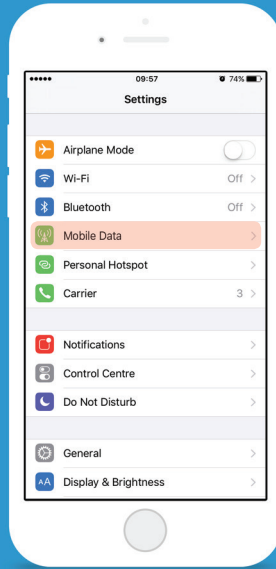 09:57
74%
Settings
Airplane Mode
Wi-Fi Off
Bluetooth Off
Mobile Data
Personal Hotspot
Carrier 3
Notifications
Control Centre
Do Not Disturb
General
AA Display & Brightness